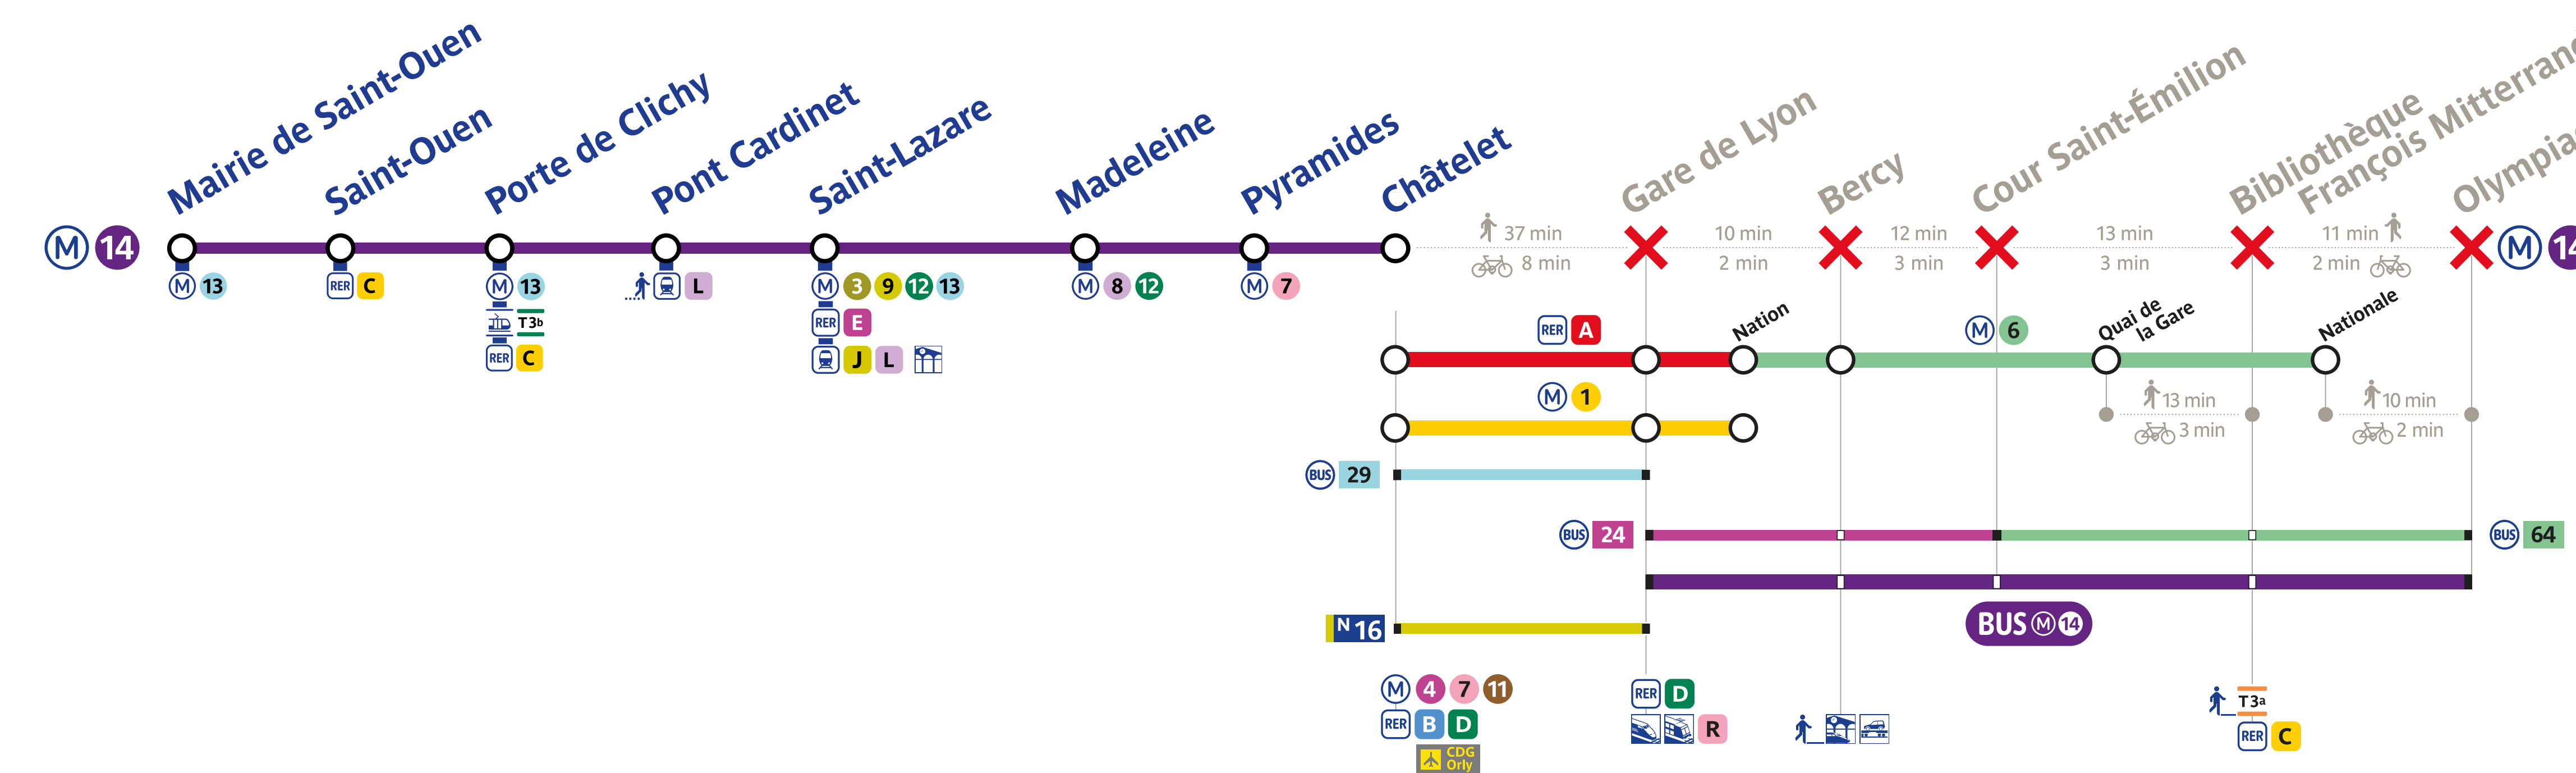 Mairie de Saint-Ouen
Saint-Ouen
Porte de Clichy
Pont Cardinet
Saint-Lazare
Madeleine
Pyramides
Châtelet
Gare de Lyon
Bercy
Cour Saint-Émilion
Bibliothèque
François Mitterrand
M 14
37 min
8 min
10 min
2 min
12 min
3 min
13 min
3 min
11 min
2 min
M
M 13
RER C
M 13
T3b
RER C
L
M 3 9 12 13
RER E
J L
M 8 12
M 7
RER A
Nation
M 6
Quai de
la Gare
Nationale
13 min
3 min
10 min
2 min
M 1
BUS 29
BUS 24
BUS 64
BUS M 14
N 16
M 4 7 11
RER B D
CDG
Orly
RER D
R
T3a
RER C